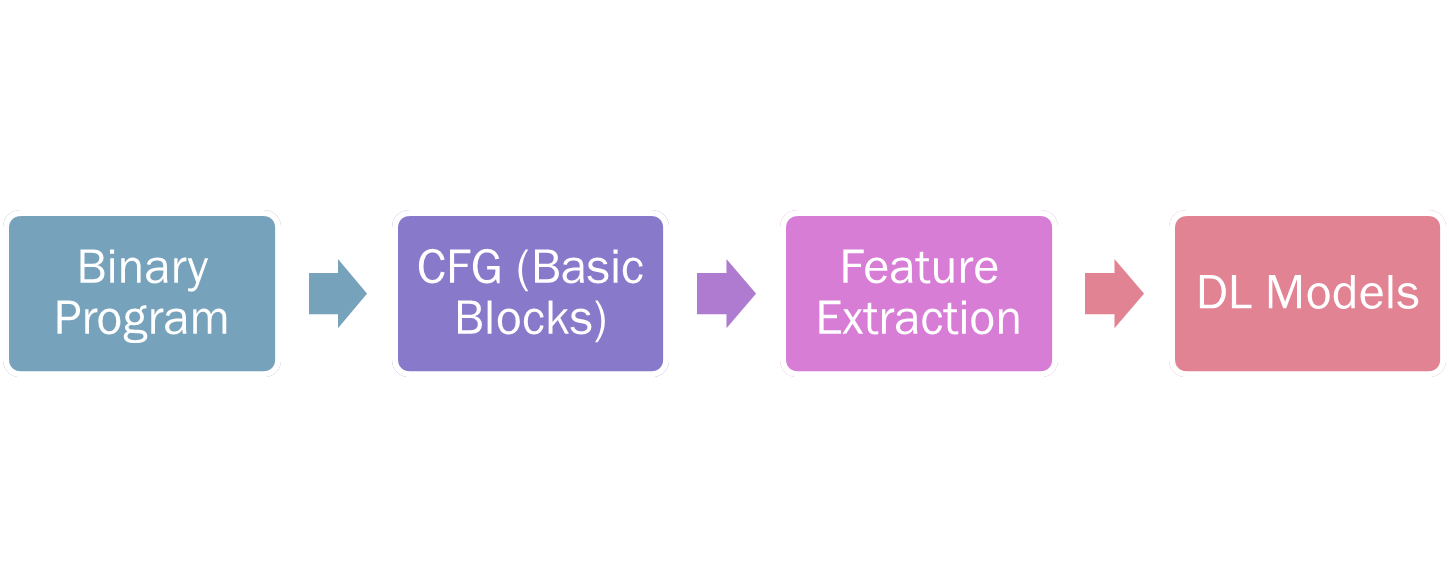 Binary
Program
CFG (Basic
Blocks)
Feature
Extraction
DL Models